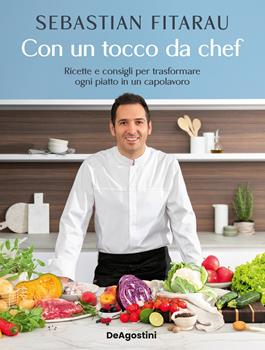 SEBASTIAN FITARAU
Con un tocco da chef
Ricette e consigli per trasformare
ogni piatto in un capolavoro
DeAGOSTINI